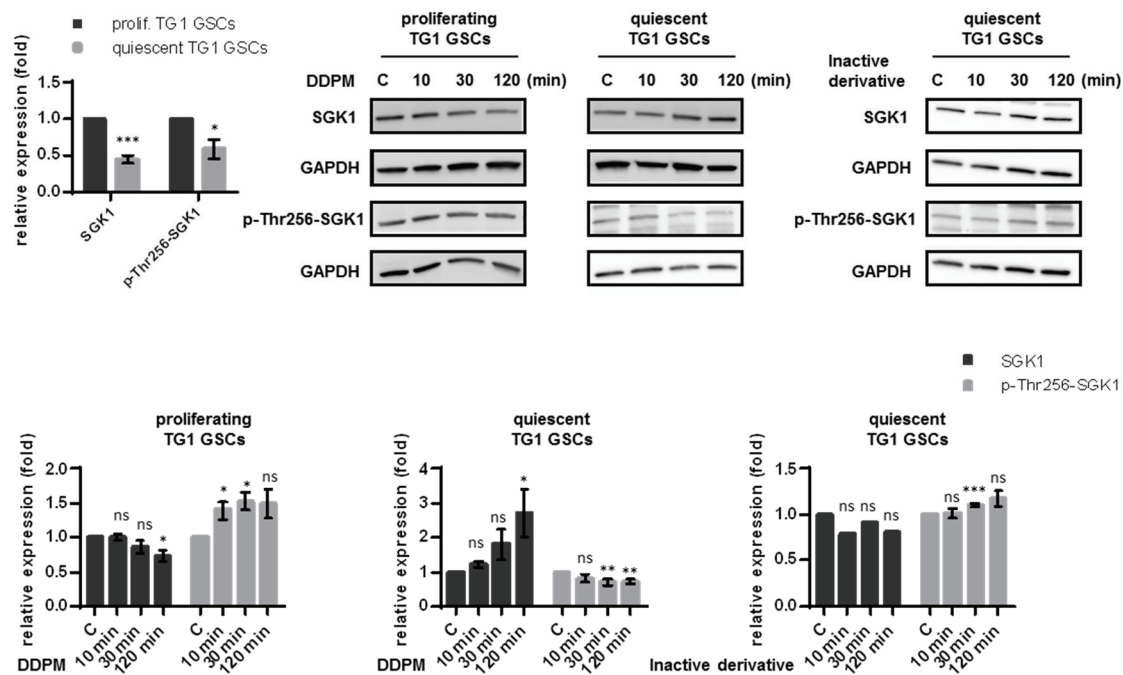 prolif. TG1 GSCs
quiescent TG1 GSCs
relative expression (fold)
1.5
1.0
0.5
0.0
***
*
SGK1
p-Thr256-SGK1
proliferating
TG1 GSCs
quiescent
TG1 GSCs
quiescent
TG1 GSCs
DDPM C 10 30 120 (min) C 10 30 120 (min)
Inactive
derivative C 10 30 120 (min)
SGK1
GAPDH
p-Thr256-SGK1
GAPDH
SGK1
GAPDH
p-Thr256-SGK1
GAPDH
SGK1
p-Thr256-SGK1
proliferating
TG1 GSCs
relative expression (fold)
2.0
1.5
1.0
0.5
0.0
ns
ns
*
*
*
ns
DDPM
C
10 min
30 min
120 min
C
10 min
30 min
120 min
quiescent
TG1 GSCs
relative expression (fold)
4
2
0
ns
ns
*
ns
**
**
DDPM
C
10 min
30 min
120 min
C
10 min
30 min
120 min
quiescent
TG1 GSCs
relative expression (fold)
1.5
1.0
0.5
0.0
ns
ns
ns
ns
***
ns
Inactive derivative
C
10 min
30 min
120 min
C
10 min
30 min
120 min